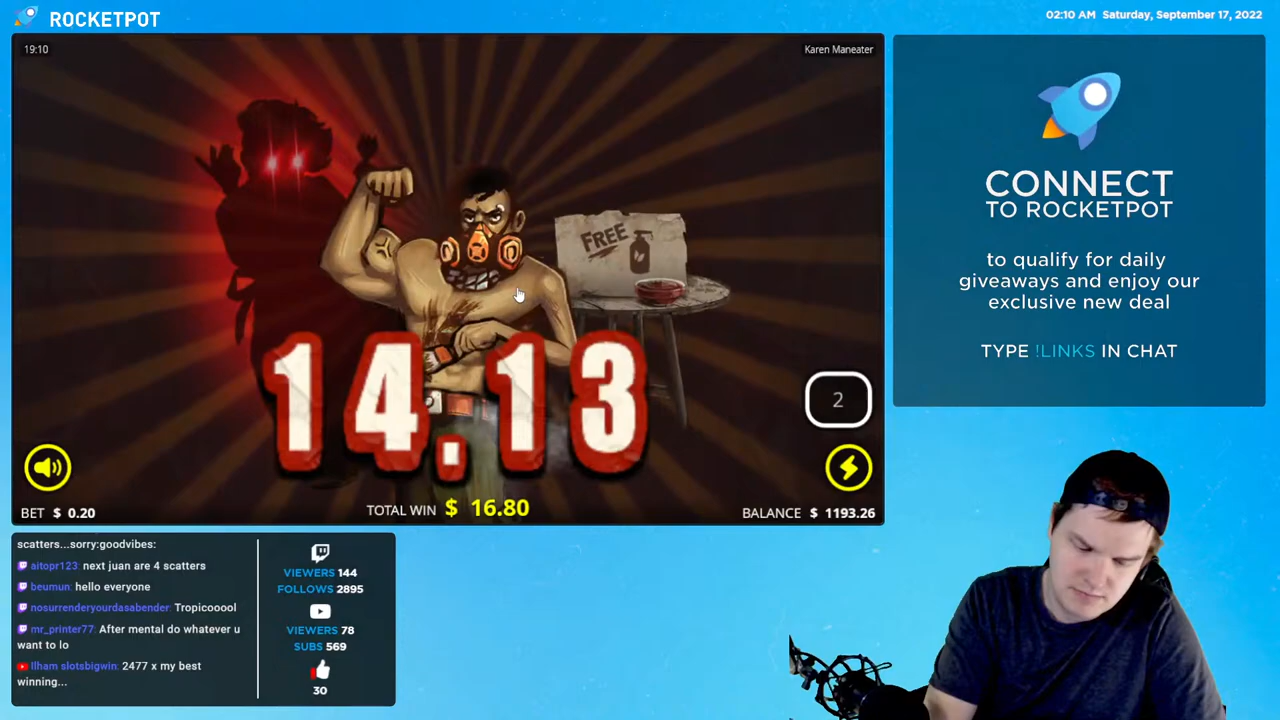 ROCKETPOT
02:10 AM Saturday, September 17, 2022
19:10
Karen Maneater
FREE
14.13
2
BET $ 0.20
TOTAL WIN $ 16.80
BALANCE $ 1193.26
CONNECT
TO ROCKETPOT
to qualify for daily
giveaways and enjoy our
exclusive new deal
TYPE !LINKS IN CHAT
scatters...sorry:goodvibes:
aitopr123: next juan are 4 scatters
beumun: hello everyone
nosurrenderyourdasabender: Tropicooool
mr_printer77: After mental do whatever u
want to lo
Ilham slotsbigwin: 2477 x my best
winning...
VIEWERS 144
FOLLOWS 2895
VIEWERS 78
SUBS 569
30